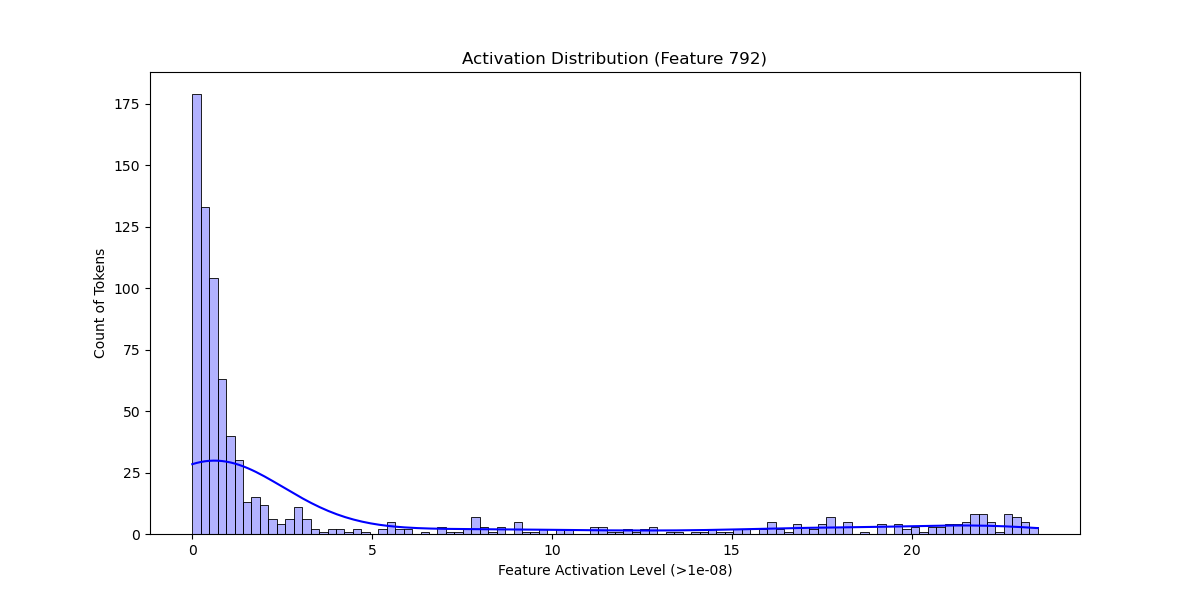 Activation Distribution (Feature 792)
175
150
125
100
75
50
25
0
Count of Tokens
0 5 10 15 20
Feature Activation Level (>1e-08)